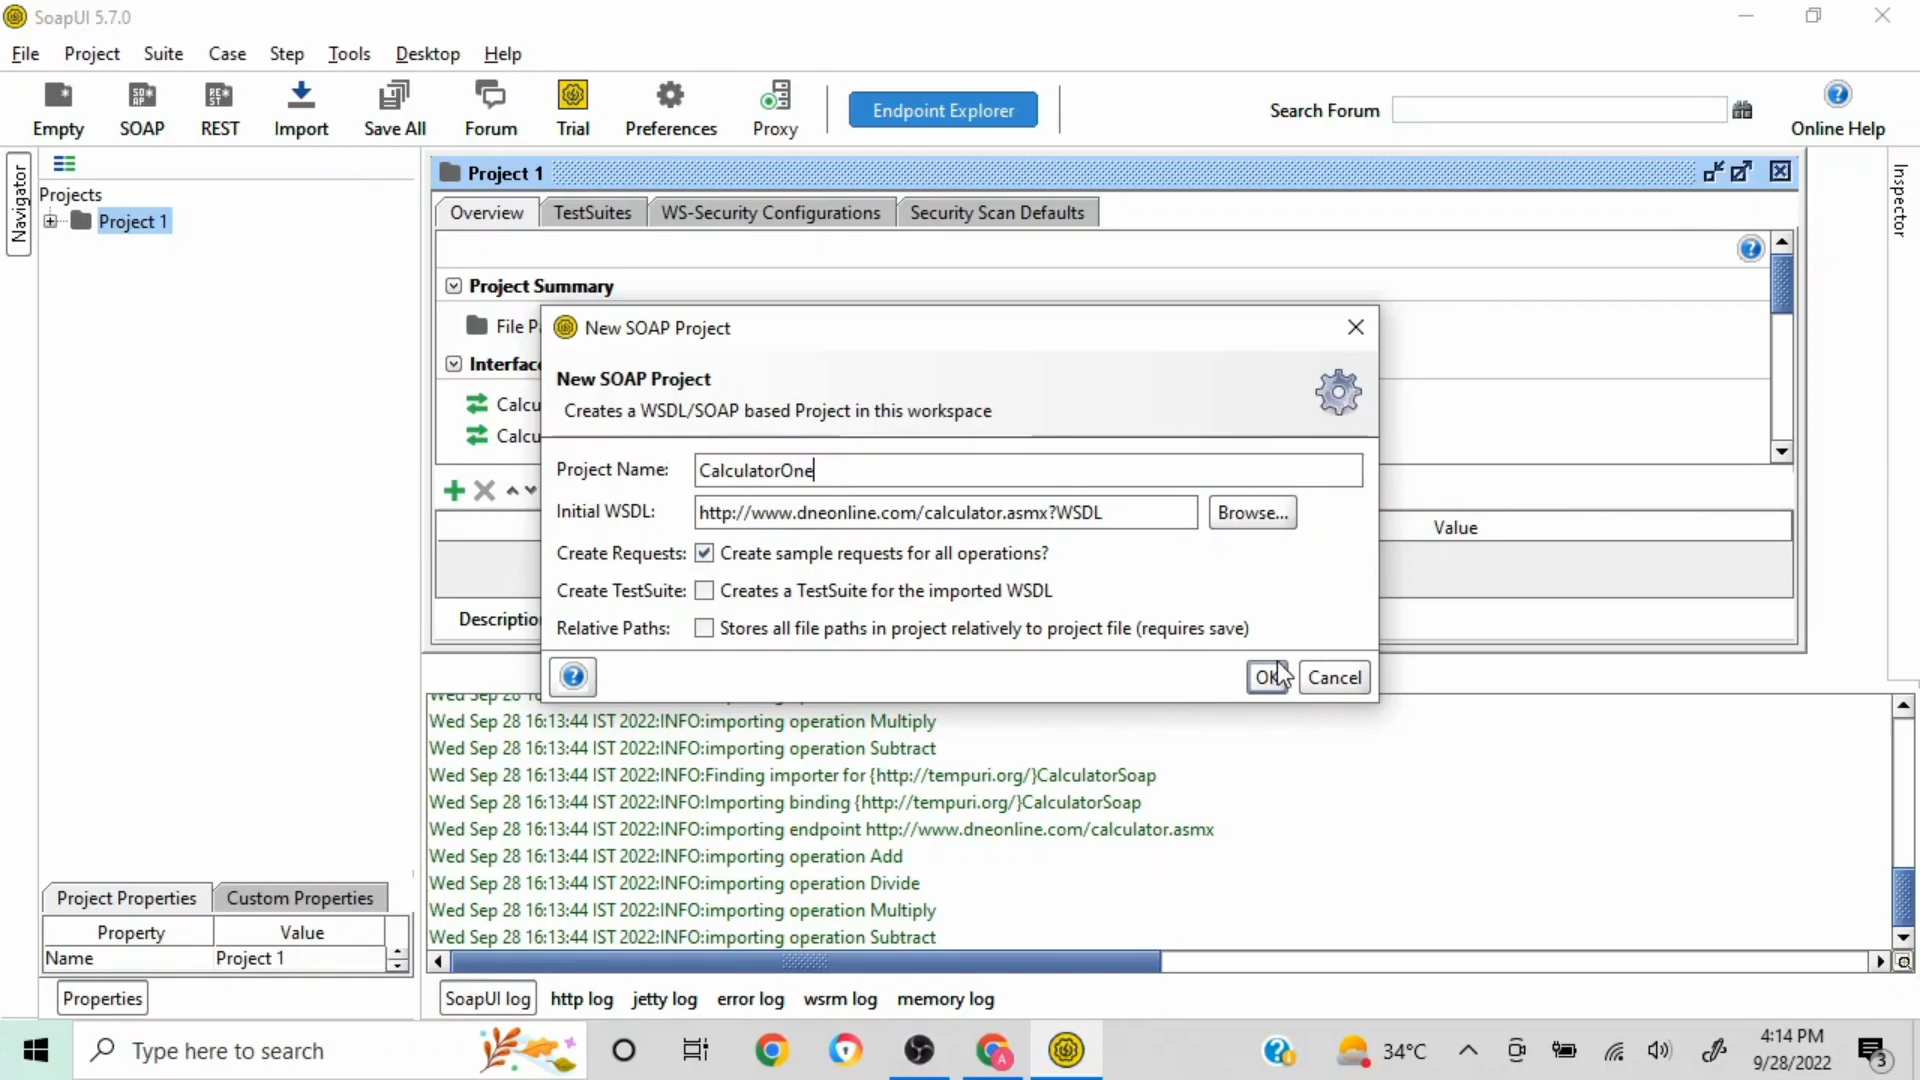 SoapUI 5.7.0
File Project Suite Case Step Tools Desktop Help
Empty SOAP REST Import Save All Forum Trial Preferences Proxy Endpoint Explorer Search Forum Online Help
Navigator
Projects
Project 1
Project 1
Overview TestSuites WS-Security Configurations Security Scan Defaults
Inspector
Project Summary
File P
Interfac
Calcu
Calcu
Value
Descriptio
New SOAP Project
New SOAP Project
Creates a WSDL/SOAP based Project in this workspace
Project Name: CalculatorOne
Initial WSDL: http://www.dneonline.com/calculator.asmx?WSDL Browse...
Create Requests: Create sample requests for all operations?
Create TestSuite: Creates a TestSuite for the imported WSDL
Relative Paths: Stores all file paths in project relatively to project file (requires save)
OK Cancel
Wed Sep 28 16:13:44 IST 2022:INFO:importing operation Multiply
Wed Sep 28 16:13:44 IST 2022:INFO:importing operation Subtract
Wed Sep 28 16:13:44 IST 2022:INFO:Finding importer for {http://tempuri.org/}CalculatorSoap
Wed Sep 28 16:13:44 IST 2022:INFO:Importing binding {http://tempuri.org/}CalculatorSoap
Wed Sep 28 16:13:44 IST 2022:INFO:importing endpoint http://www.dneonline.com/calculator.asmx
Wed Sep 28 16:13:44 IST 2022:INFO:importing operation Add
Wed Sep 28 16:13:44 IST 2022:INFO:importing operation Divide
Wed Sep 28 16:13:44 IST 2022:INFO:importing operation Multiply
Wed Sep 28 16:13:44 IST 2022:INFO:importing operation Subtract
Project Properties Custom Properties
Property Value
Name Project 1
Properties
SoapUI log http log jetty log error log wsrm log memory log
Type here to search
34°C
4:14 PM
9/28/2022
3